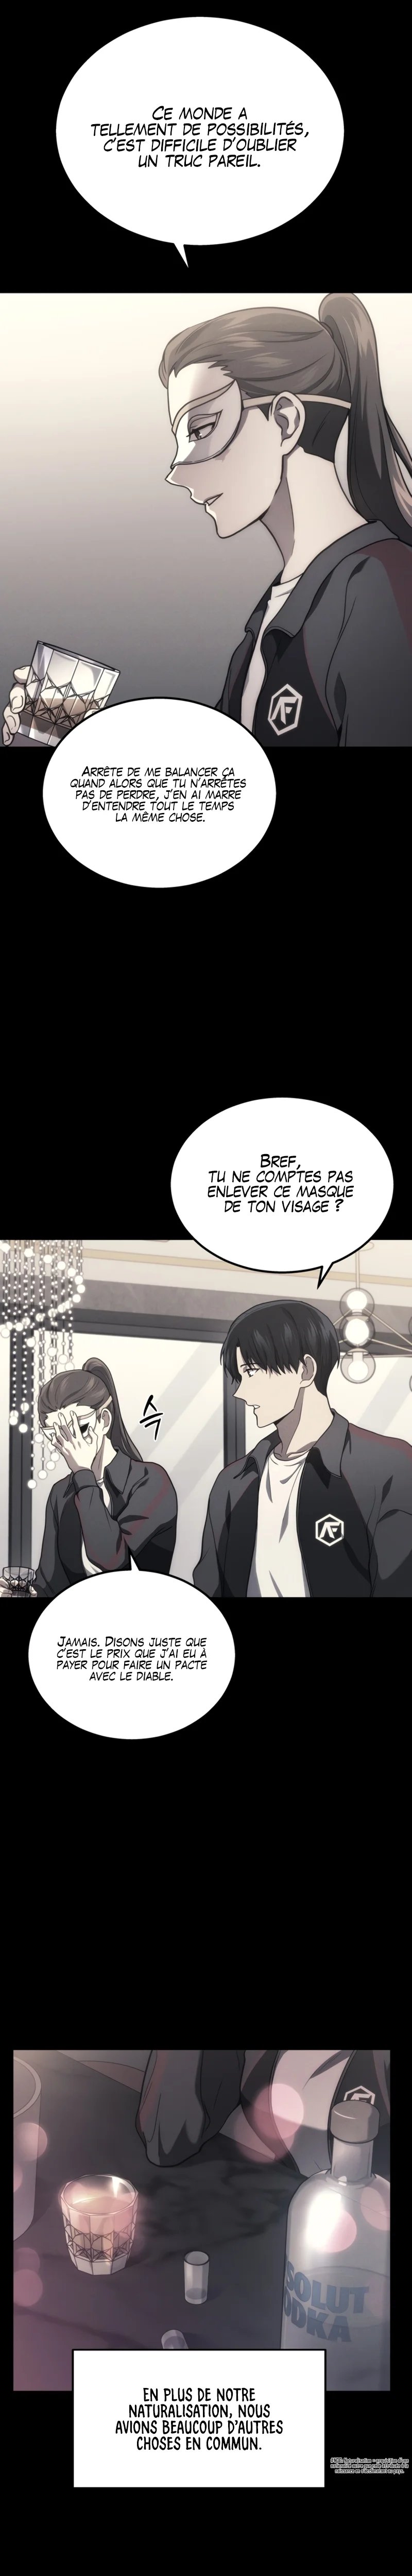 CE MONDE A
TELLEMENT DE POSSIBILITÉS,
C'EST DIFFICILE D'OUBLIER
UN TRUC PAREIL.
ARRÊTE DE ME BALANCER ÇA
QUAND ALORS QUE TU N'ARRÊTES
PAS DE PERDRE, J'EN AI MARRE
D'ENTENDRE TOUT LE TEMPS
LA MÊME CHOSE.
BREF,
TU NE COMPTES PAS
ENLEVER CE MASQUE
DE TON VISAGE ?
JAMAIS. DISONS JUSTE QUE
C'EST LE PRIX QUE J'AI EU À
PAYER POUR FAIRE UN PACTE
AVEC LE DIABLE.
SOLUT
ODKA
EN PLUS DE NOTRE
NATURALISATION, NOUS
AVIONS BEAUCOUP D'AUTRES
CHOSES EN COMMUN.